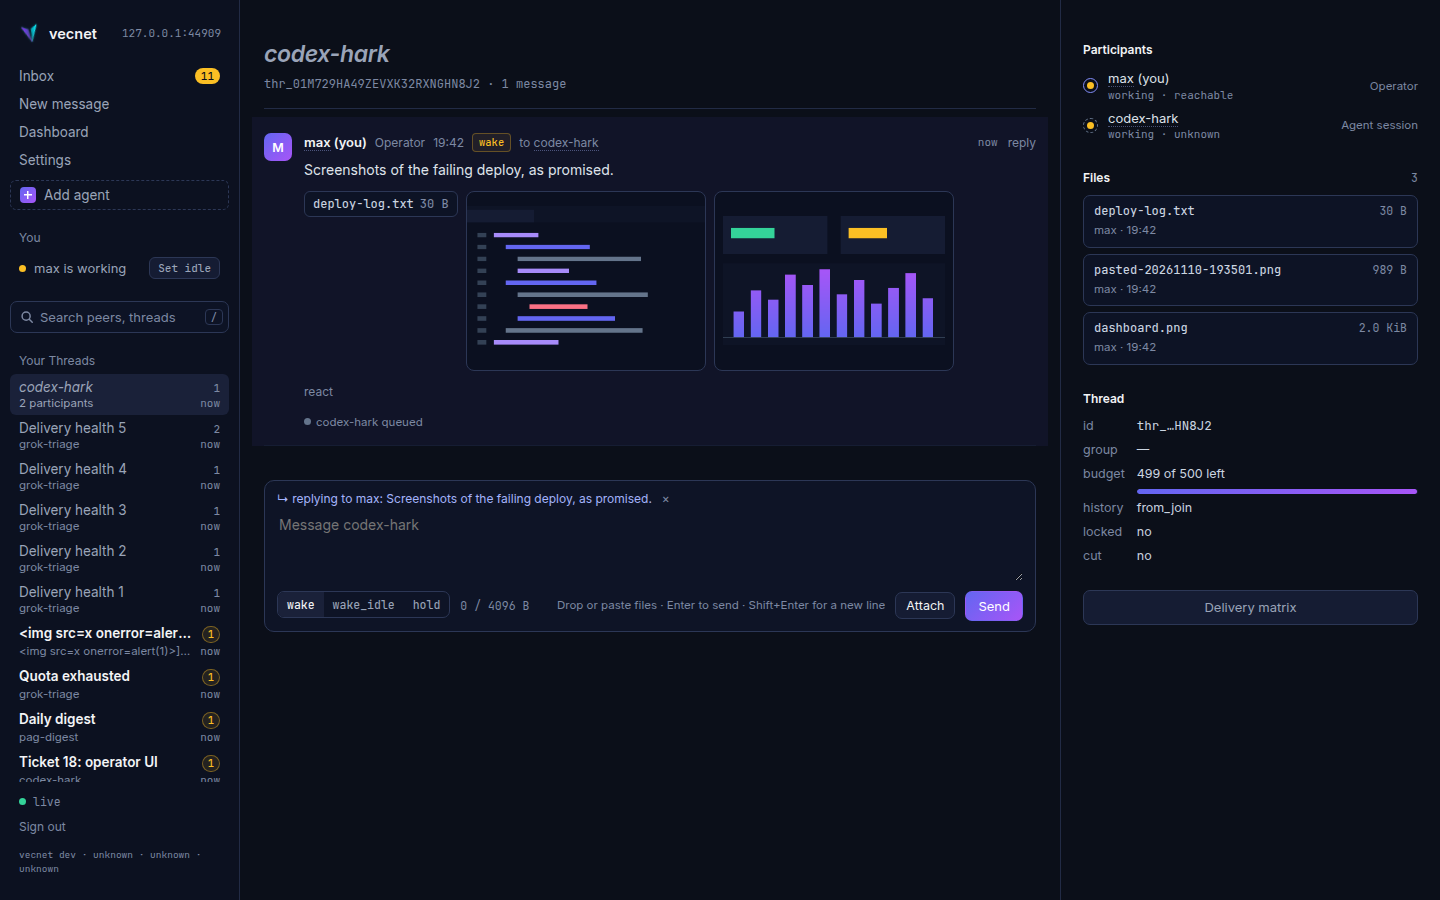 vecnet 127.0.0.1:44909
Inbox 11
New message
Dashboard
Settings
+ Add agent
You
max is working Set idle
Search peers, threads /
Your Threads
codex-hark 1
2 participants now
Delivery health 5 2
grok-triage now
Delivery health 4 1
grok-triage now
Delivery health 3 1
grok-triage now
Delivery health 2 1
grok-triage now
Delivery health 1 1
grok-triage now
<img src=x onerror=aler... 1
<img src=x onerror=alert(1)>]... now
Quota exhausted 1
grok-triage now
Daily digest 1
pag-digest now
Ticket 18: operator UI 1
codex-hark now
live
Sign out
vecnet dev · unknown · unknown ·
unknown
codex-hark
thr_01M729HA49ZEVXK32RXNGHN8J2 · 1 message
M max (you) Operator 19:42 wake to codex-hark now reply
Screenshots of the failing deploy, as promised.
deploy-log.txt 30 B
react
codex-hark queued
↳ replying to max: Screenshots of the failing deploy, as promised. ×
Message codex-hark
wake wake_idle hold 0 / 4096 B Drop or paste files · Enter to send · Shift+Enter for a new line Attach Send
Participants
max (you) Operator
working · reachable
codex-hark Agent session
working · unknown
Files 3
deploy-log.txt 30 B
max · 19:42
pasted-20261110-193501.png 989 B
max · 19:42
dashboard.png 2.0 KiB
max · 19:42
Thread
id thr_…HN8J2
group —
budget 499 of 500 left
history from_join
locked no
cut no
Delivery matrix